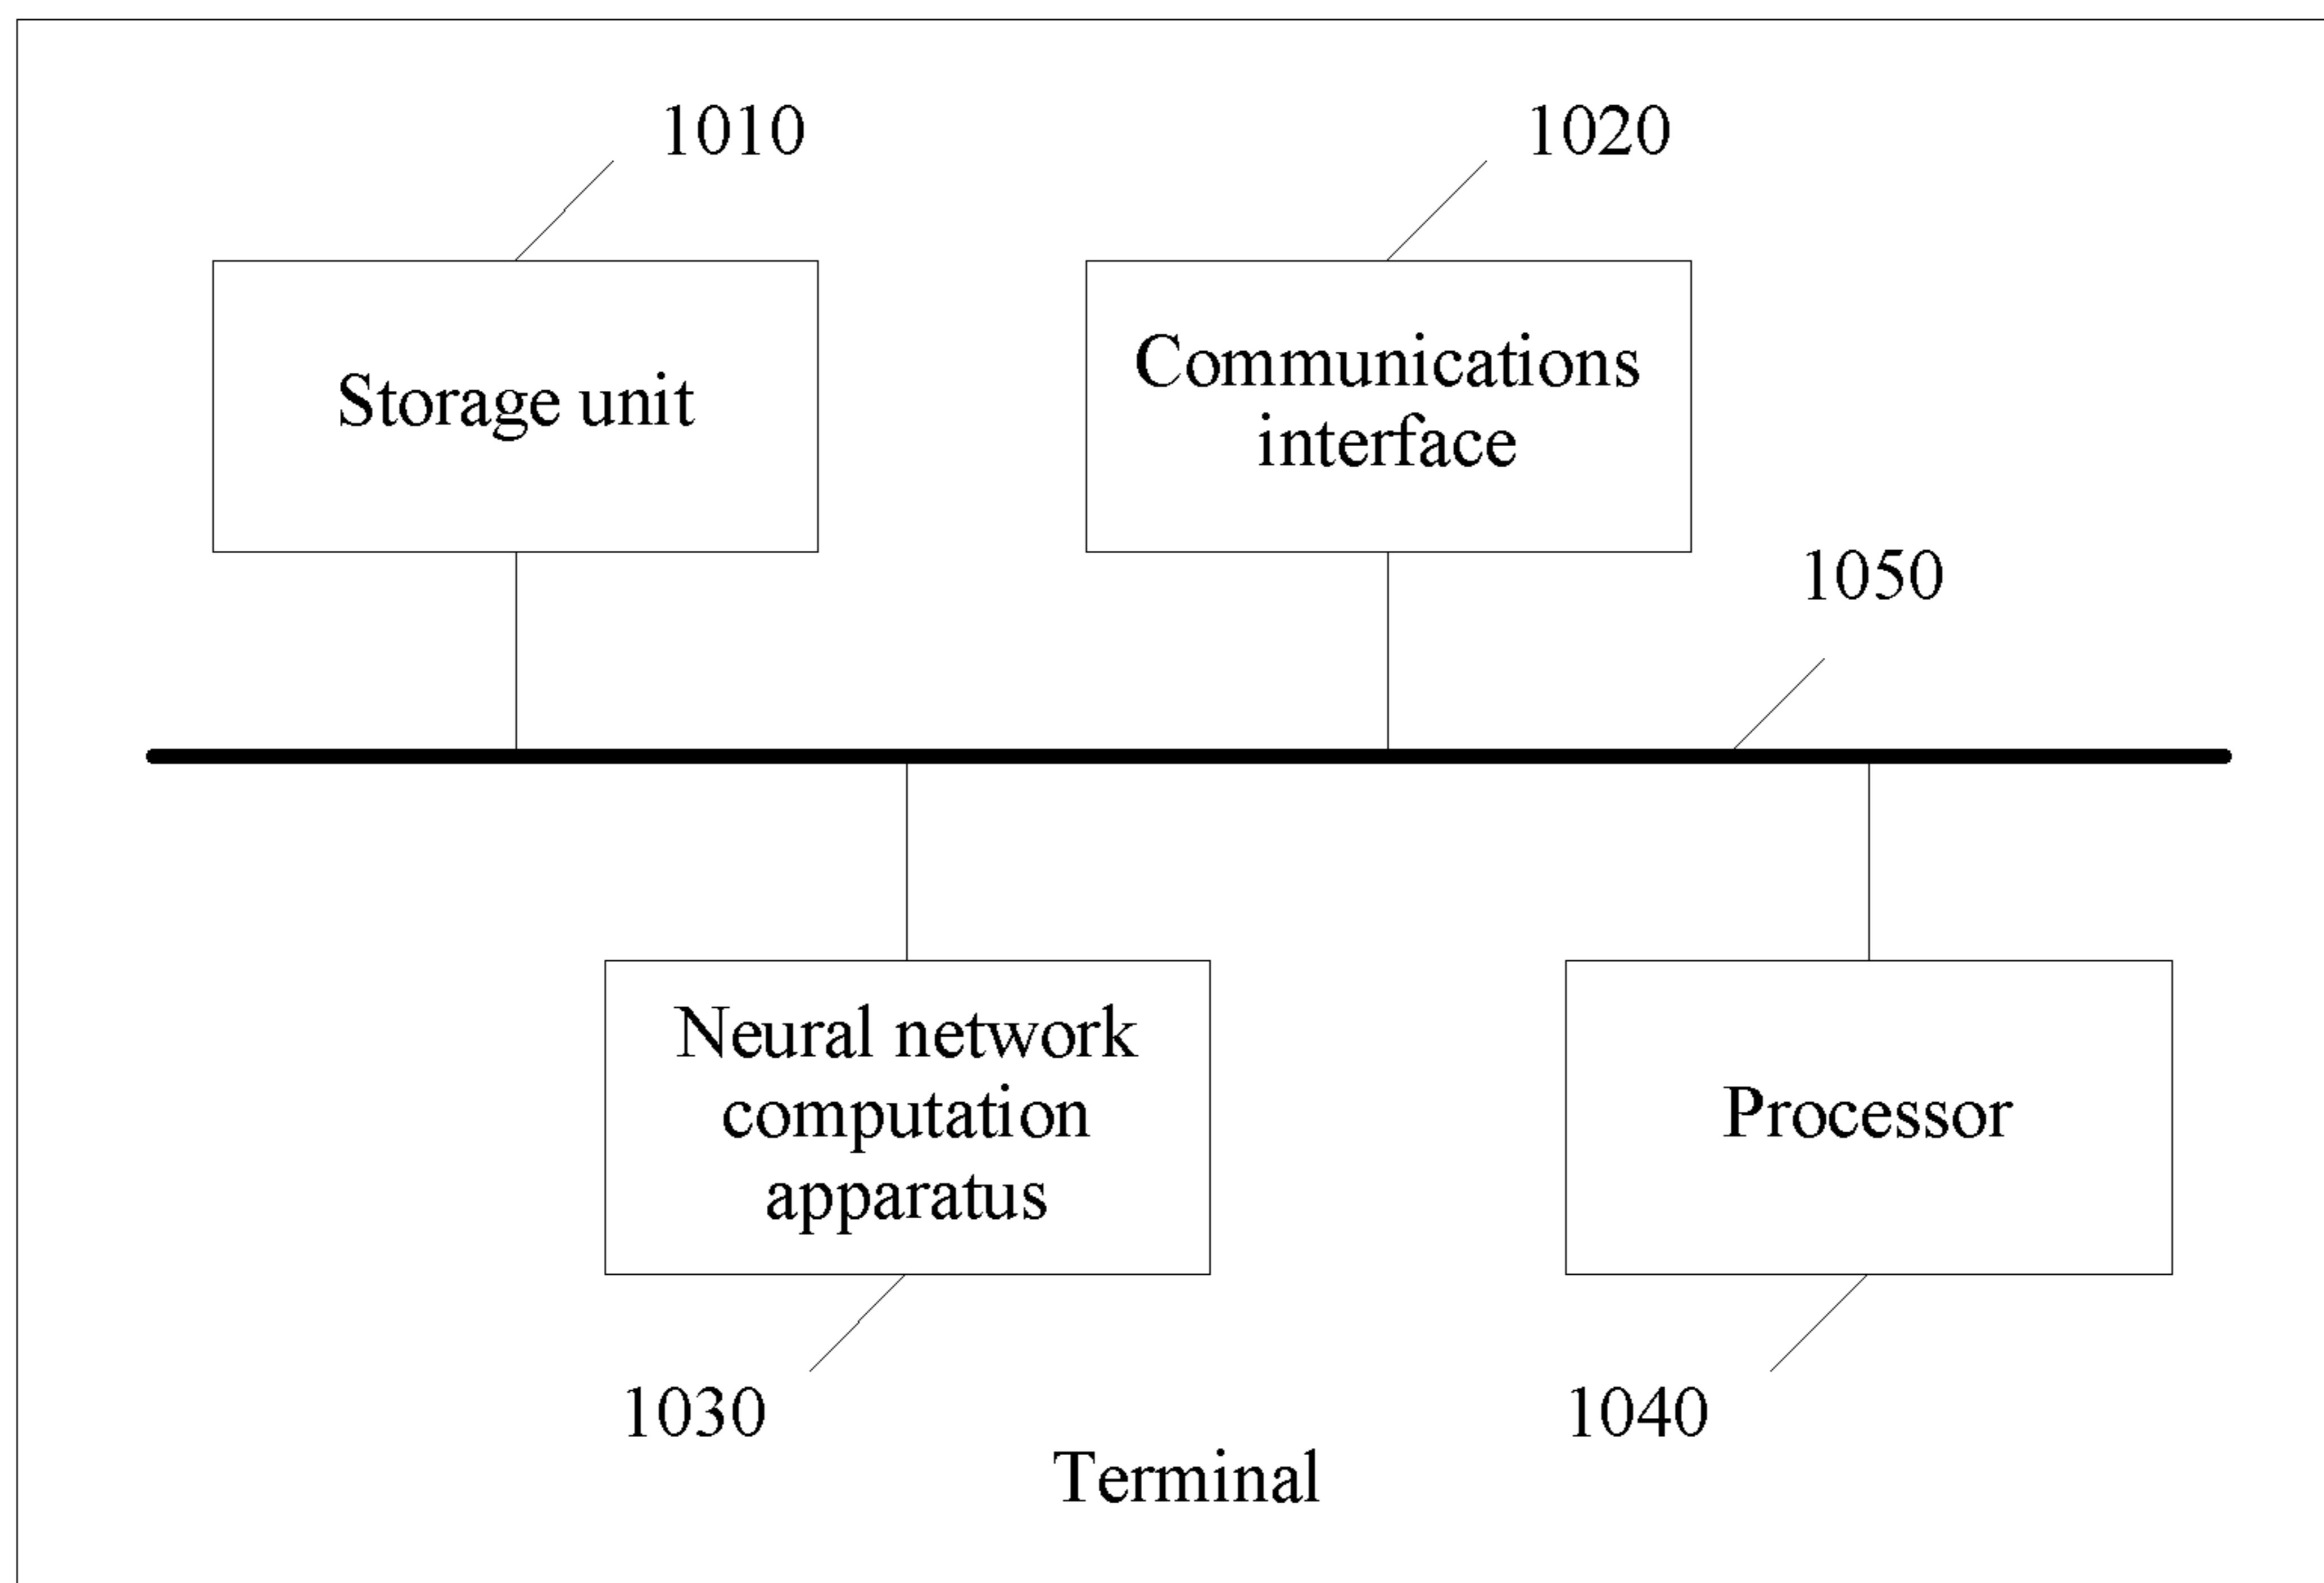 1010
1020
Storage unit
Communications
interface
1050
Neural network
computation
apparatus
Processor
1030
1040
Terminal